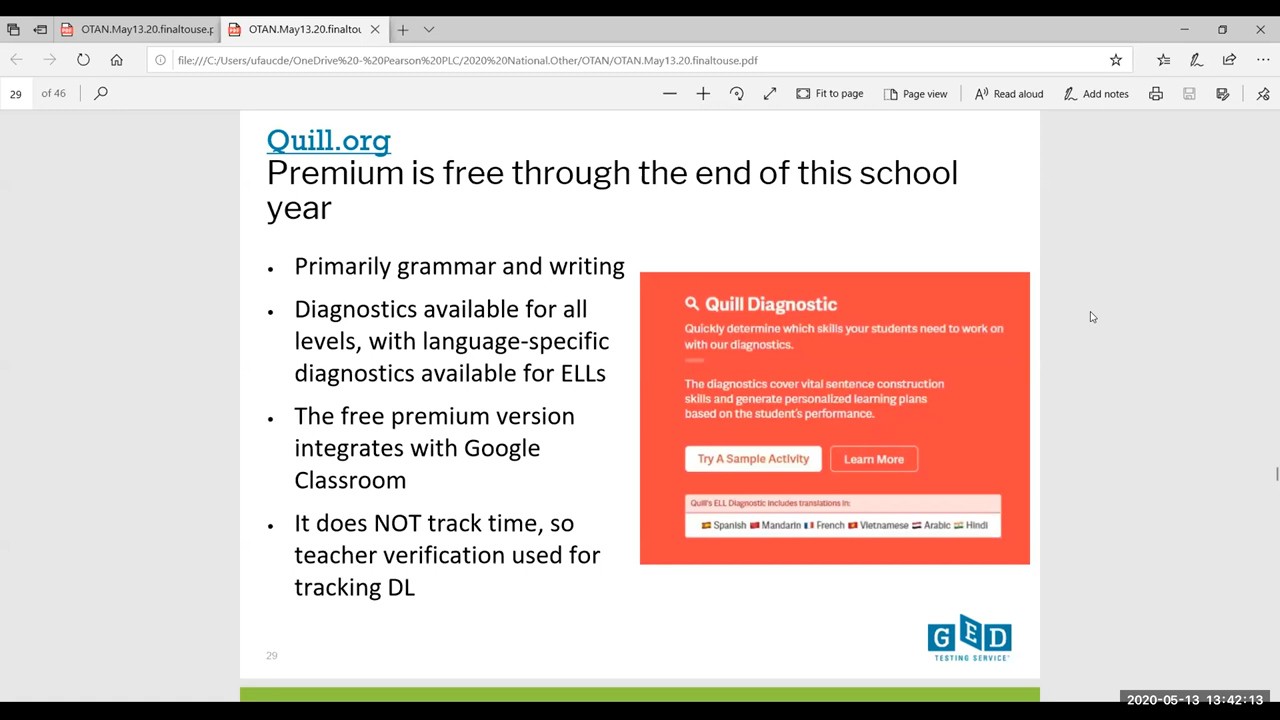 OTAN.May13.20.finaltouse.p
OTAN.May13.20.finaltou
file:///C:/Users/ufaucde/OneDrive%20-%20Pearson%20PLC/2020%20National.Other/OTAN/OTAN.May13.20.finaltouse.pdf
29 of 46
Fit to page
Page view
Read aloud
Add notes
Quill.org
Premium is free through the end of this school
year
• Primarily grammar and writing
• Diagnostics available for all
levels, with language-specific
diagnostics available for ELLs
• The free premium version
integrates with Google
Classroom
• It does NOT track time, so
teacher verification used for
tracking DL
Quill Diagnostic
Quickly determine which skills your students need to work on
with our diagnostics.
The diagnostics cover vital sentence construction
skills and generate personalized learning plans
based on the student's performance.
Try A Sample Activity
Learn More
Quill's ELL Diagnostic includes translations in:
Spanish Mandarin French Vietnamese Arabic Hindi
GED
TESTING SERVICE®
29
2020-05-13 13:42:13